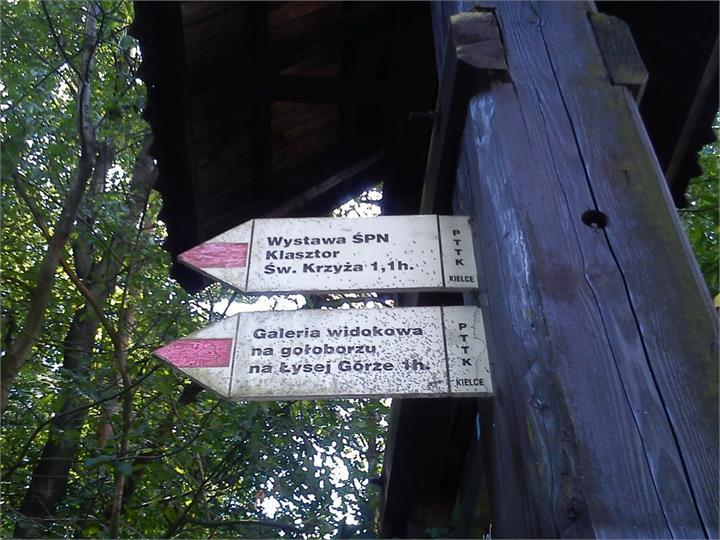 Wystawa ŚPN
Klasztor
Św. Krzyża 1,1h.
PTTK
KIELCE
Galeria widokowa
na gołoborzu
na Łysej Górze 1h.
PTTK
KIELCE